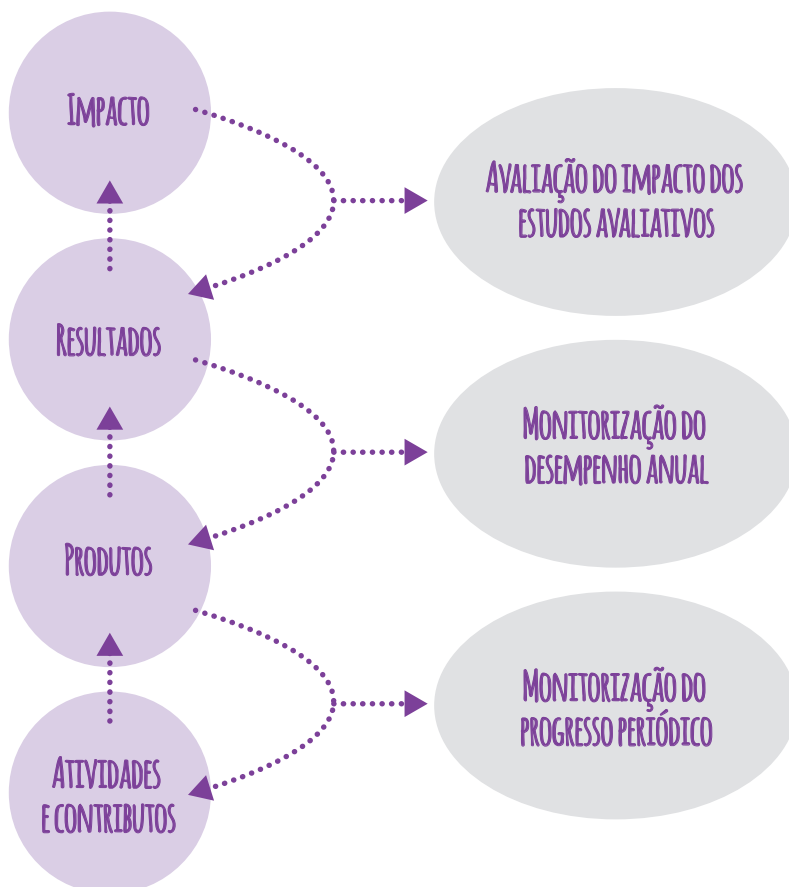 Impacto
Avaliação do impacto dos
estudos avaliativos
Resultados
Monitorização do
desempenho anual
Produtos
Monitorização do
progresso periódico
Atividades
e contributos